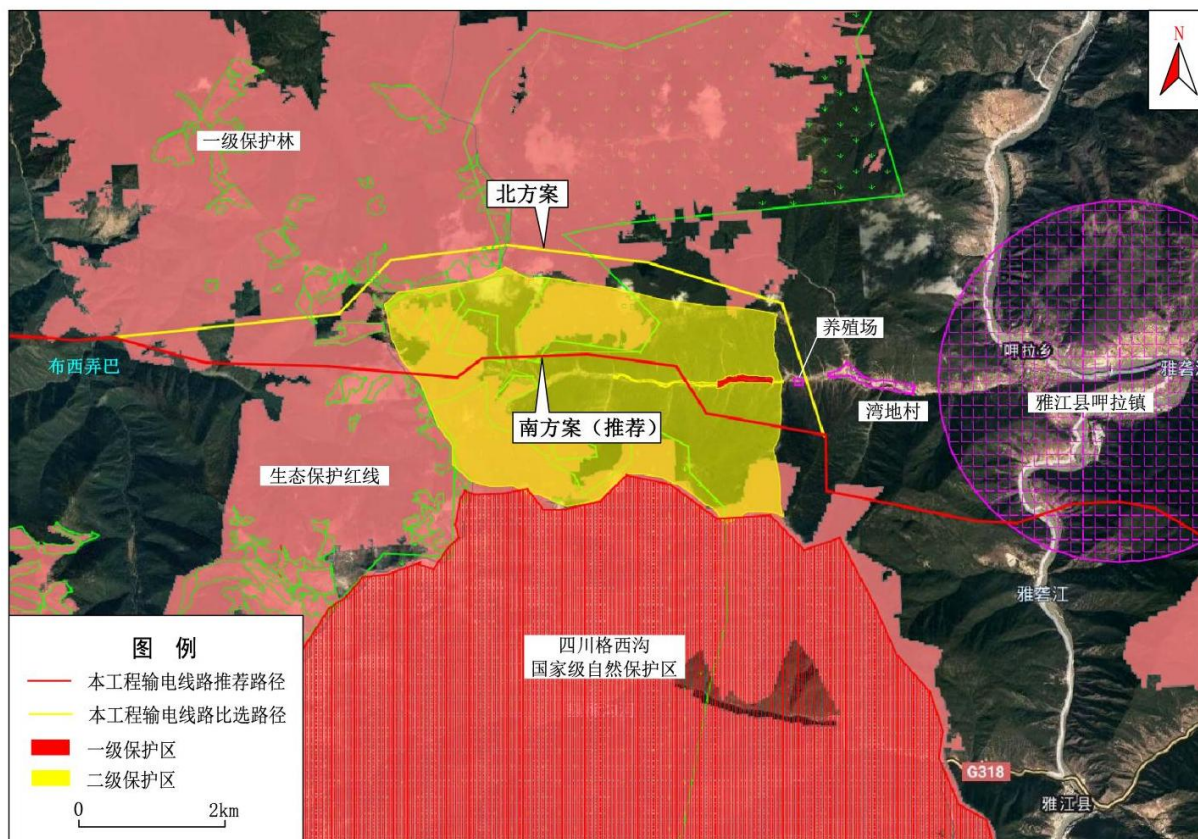 N
一级保护林
北方案
养殖场
呷拉乡
布西弄巴
湾地村
雅江县呷拉镇
南方案（推荐）
生态保护红线
雅砻江
四川格西沟
国家级自然保护区
图 例
本工程输电线路推荐路径
本工程输电线路比选路径
一级保护区
二级保护区
0 2km
G318
雅江县